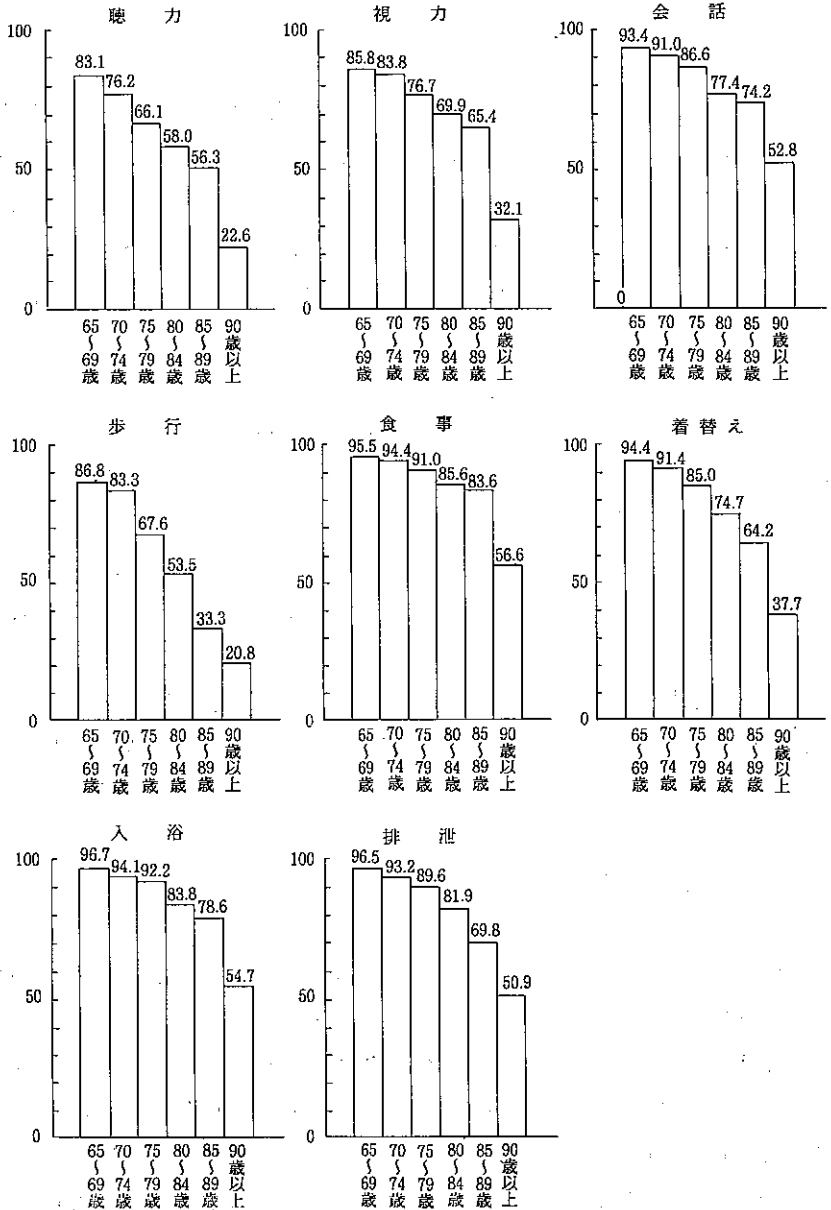 聴力
100
50
0
83.1
76.2
66.1
58.0
56.3
22.6
65〜69歳
70〜74歳
75〜79歳
80〜84歳
85〜89歳
90歳以上
視力
100
50
0
85.8
83.8
76.7
69.9
65.4
32.1
65〜69歳
70〜74歳
75〜79歳
80〜84歳
85〜89歳
90歳以上
会話
100
50
0
93.4
91.0
86.6
77.4
74.2
52.8
65〜69歳
70〜74歳
75〜79歳
80〜84歳
85〜89歳
90歳以上
歩行
100
50
0
86.8
83.3
67.6
53.5
33.3
20.8
65〜69歳
70〜74歳
75〜79歳
80〜84歳
85〜89歳
90歳以上
食事
100
50
0
95.5
94.4
91.0
85.6
83.6
56.6
65〜69歳
70〜74歳
75〜79歳
80〜84歳
85〜89歳
90歳以上
着替え
100
50
0
94.4
91.4
85.0
74.7
64.2
37.7
65〜69歳
70〜74歳
75〜79歳
80〜84歳
85〜89歳
90歳以上
入浴
100
50
0
96.7
94.1
92.2
83.8
78.6
54.7
65〜69歳
70〜74歳
75〜79歳
80〜84歳
85〜89歳
90歳以上
排泄
100
50
0
96.5
93.2
89.6
81.9
69.8
50.9
65〜69歳
70〜74歳
75〜79歳
80〜84歳
85〜89歳
90歳以上